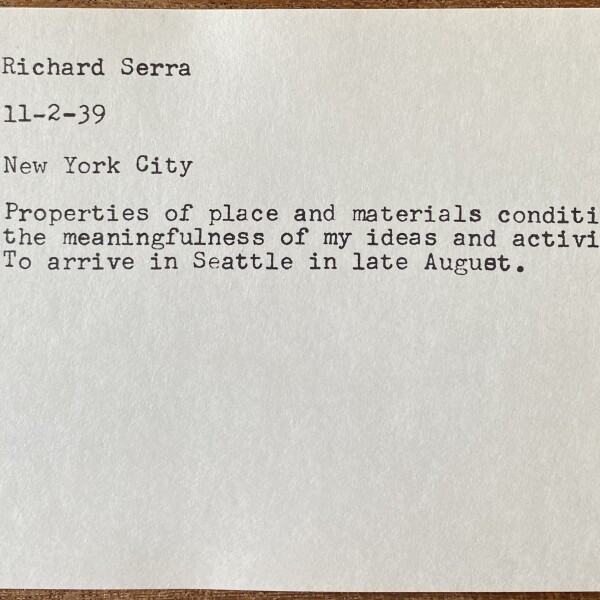 Richard Serra
11-2-39
New York City
Properties of place and materials conditi
the meaningfulness of my ideas and activi
To arrive in Seattle in late August.